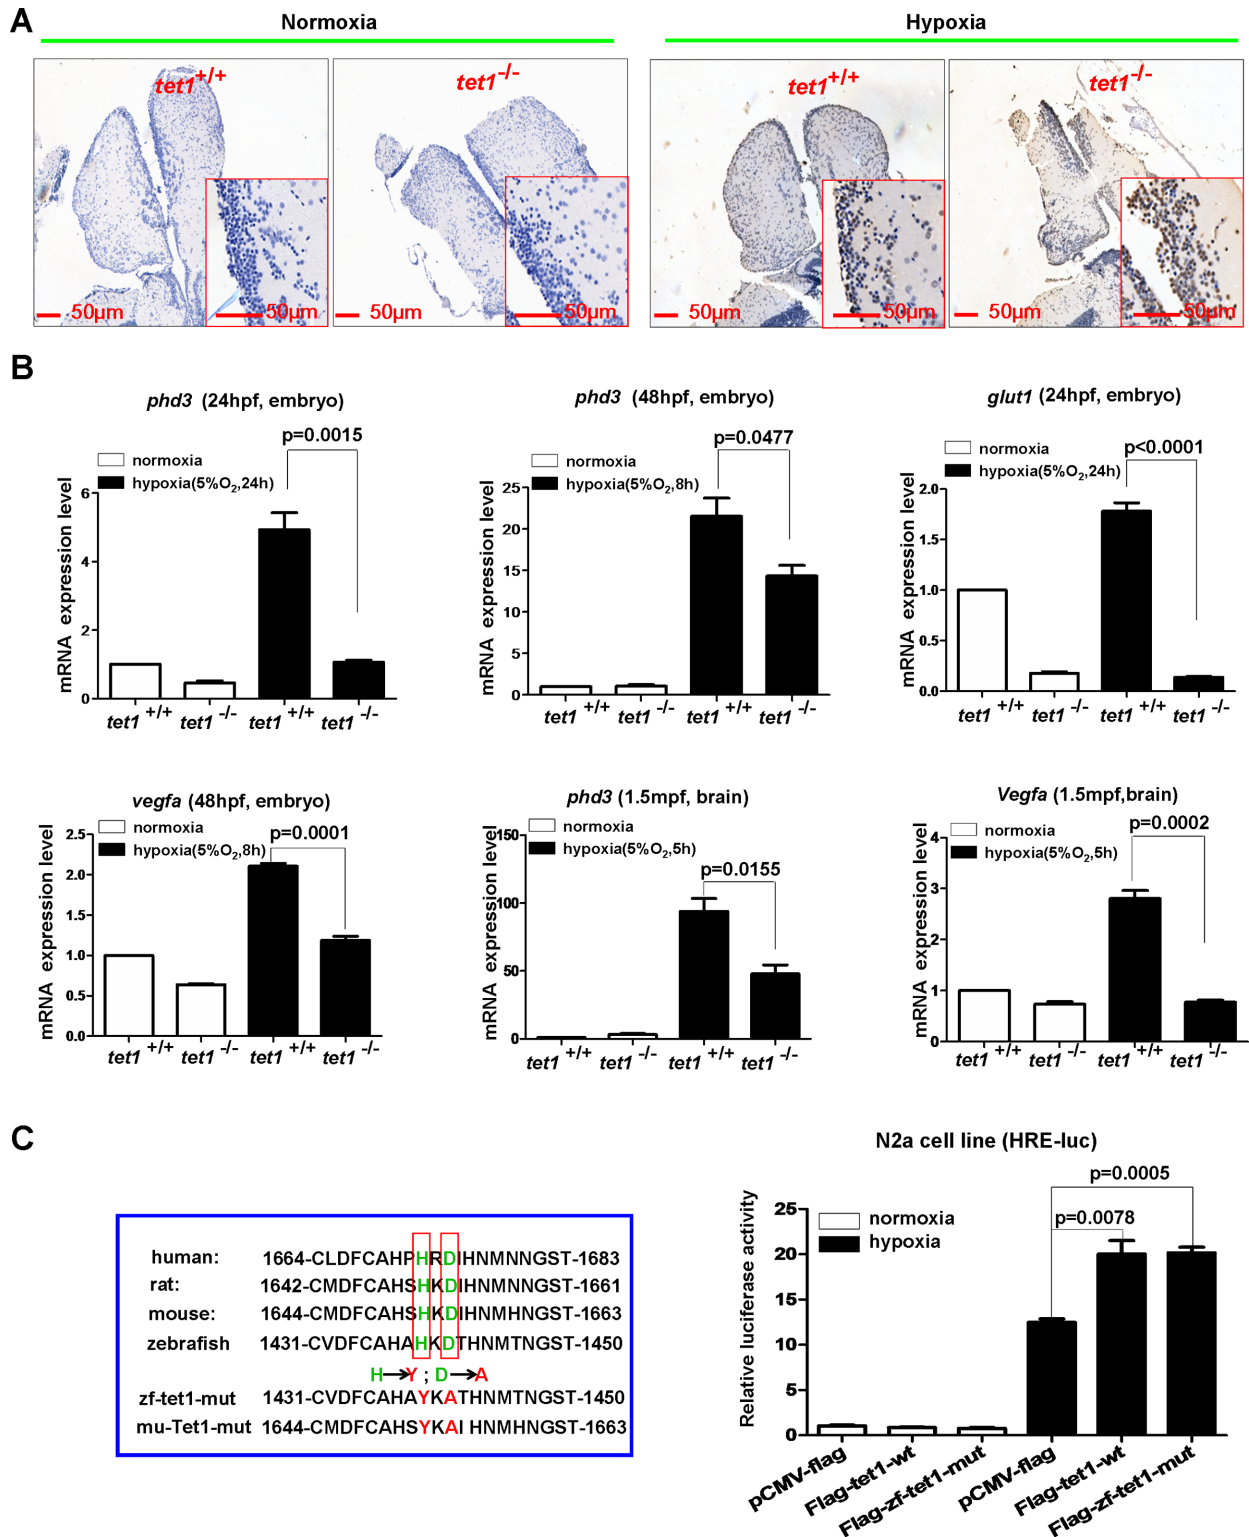 A
Normoxia
Hypoxia
tet1+/+
tet1-/-
tet1+/+
tet1-/-
50µm
50µm
50µm
50µm
50µm
50µm
50µm
50µm
B
phd3 (24hpf, embryo)
p=0.0015
normoxia
hypoxia(5%O2,24h)
mRNA expression level
6
4
2
0
tet1 +/+
tet1 -/-
tet1 +/+
tet1 -/-
phd3 (48hpf, embryo)
p=0.0477
normoxia
hypoxia(5%O2,8h)
mRNA expression level
25
20
15
10
5
0
tet1 +/+
tet1 -/-
tet1 +/+
tet1 -/-
glut1 (24hpf, embryo)
p<0.0001
normoxia
hypoxia(5%O2,24h)
mRNA expression level
2.0
1.5
1.0
0.5
0.0
tet1 +/+
tet1 -/-
tet1 +/+
tet1 -/-
vegfa (48hpf, embryo)
normoxia
p=0.0001
hypoxia(5%O2,8h)
mRNA expression level
2.5
2.0
1.5
1.0
0.5
0.0
tet1 +/+
tet1 -/-
tet1 +/+
tet1 -/-
phd3 (1.5mpf, brain)
normoxia
hypoxia(5%O2,5h)
p=0.0155
mRNA expression level
150
100
50
0
tet1 +/+
tet1 -/-
tet1 +/+
tet1 -/-
Vegfa (1.5mpf,brain)
p=0.0002
normoxia
hypoxia(5%O2,5h)
mRNA expression level
4
3
2
1
0
tet1 +/+
tet1 -/-
tet1 +/+
tet1 -/-
C
human: 1664-CLDFCAHPHRDIHNMNNGST-1683
rat: 1642-CMDFCAHSHKDIHNMHNGST-1661
mouse: 1644-CMDFCAHSHKDIHNMHNGST-1663
zebrafish 1431-CVDFCAHAHKDTHNMTNGST-1450
H→Y ; D→A
zf-tet1-mut 1431-CVDFCAHAYKATHNMTNGST-1450
mu-Tet1-mut 1644-CMDFCAHSYKAIHNMHNGST-1663
N2a cell line (HRE-luc)
p=0.0005
normoxia
p=0.0078
hypoxia
Relative luciferase activity
25
20
15
10
5
0
pCMV-flag
Flag-tet1-wt
Flag-zf-tet1-mut
pCMV-flag
Flag-tet1-wt
Flag-zf-tet1-mut